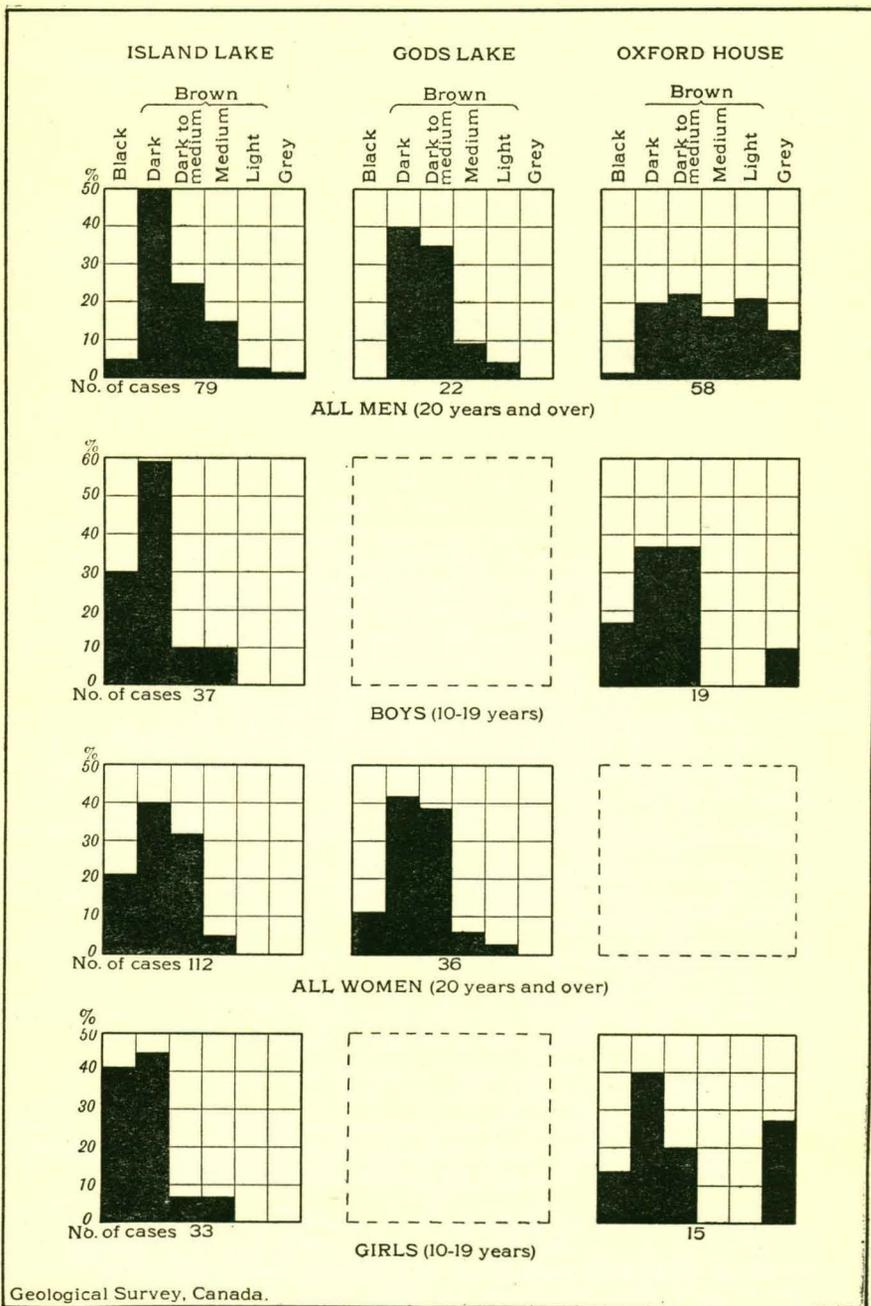 ISLAND LAKE GODS LAKE OXFORD HOUSE
Brown Brown Brown
Black Dark Dark to medium Medium Light Grey Black Dark Dark to medium Medium Light Grey Black Dark Dark to medium Medium Light Grey
%
50
40
30
20
10
0
No. of cases 79 22 58
ALL MEN (20 years and over)
%
60
50
40
30
20
10
0
No. of cases 37 19
BOYS (10-19 years)
%
50
40
30
20
10
0
No. of cases 112 36
ALL WOMEN (20 years and over)
%
50
40
30
20
10
0
No. of cases 33 15
GIRLS (10-19 years)
Geological Survey, Canada.